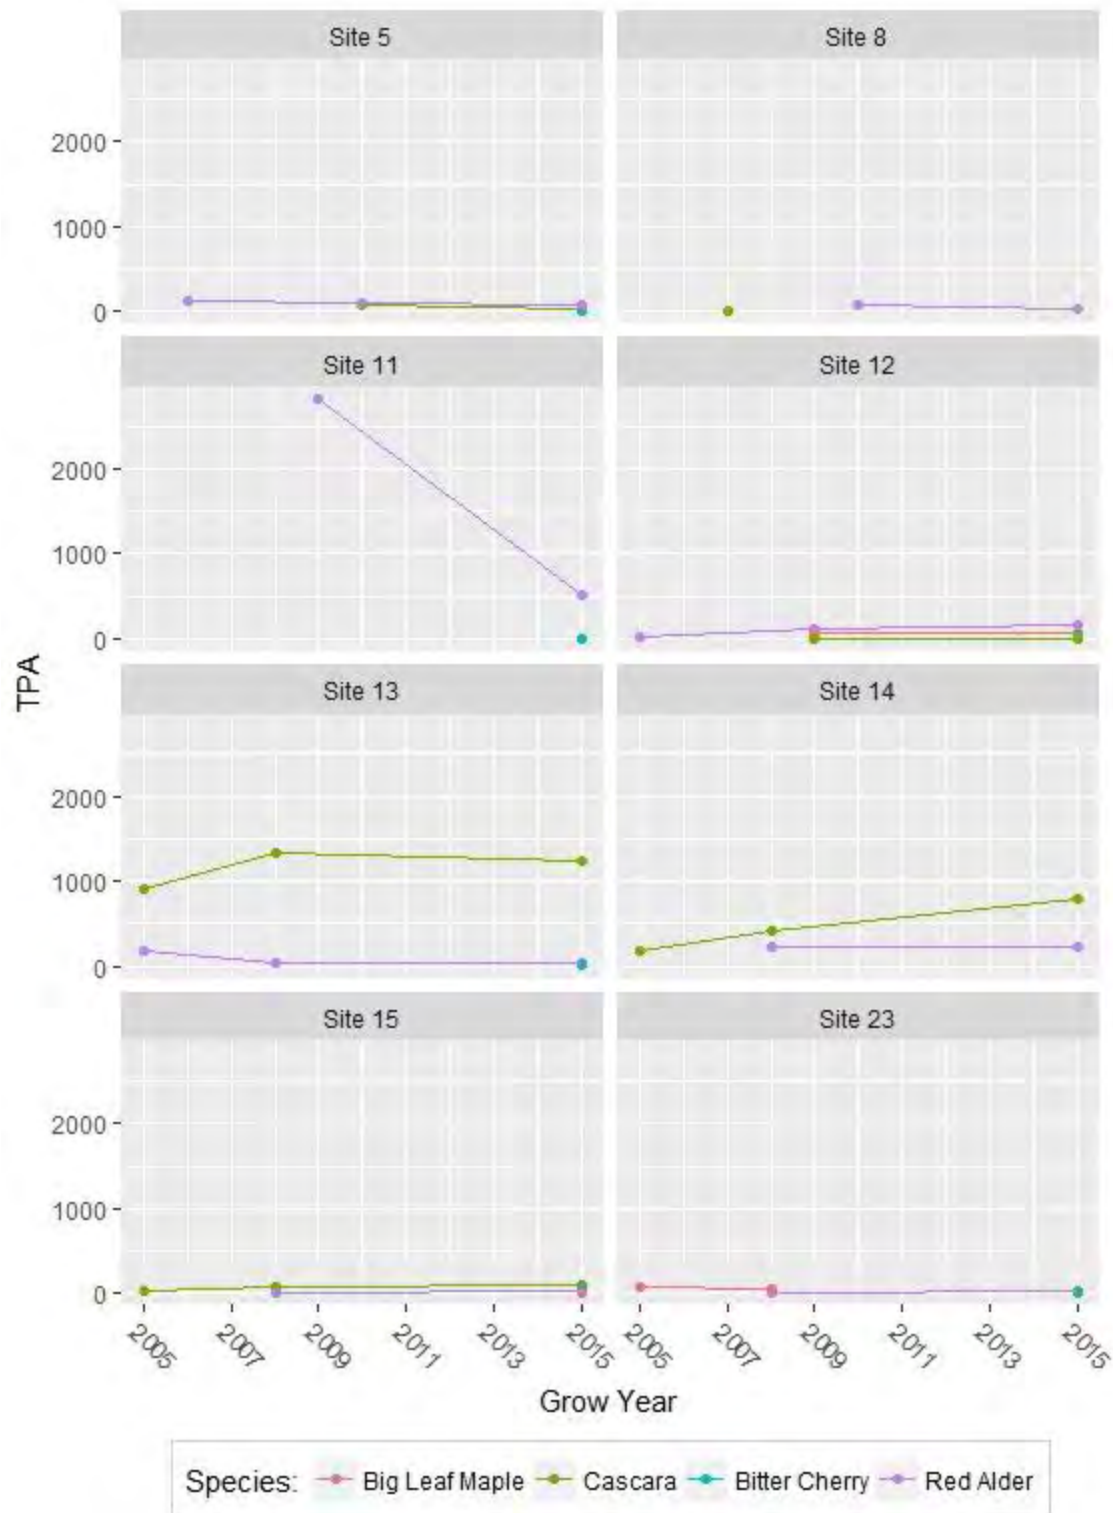 Site 5 Site 8
2000
1000
0
Site 11 Site 12
2000
1000
0
TPA
Site 13 Site 14
2000
1000
0
Site 15 Site 23
2000
1000
0
2005 2007 2009 2011 2013 2015 2005 2007 2009 2011 2013 2015
Grow Year
Species: Big Leaf Maple Cascara Bitter Cherry Red Alder